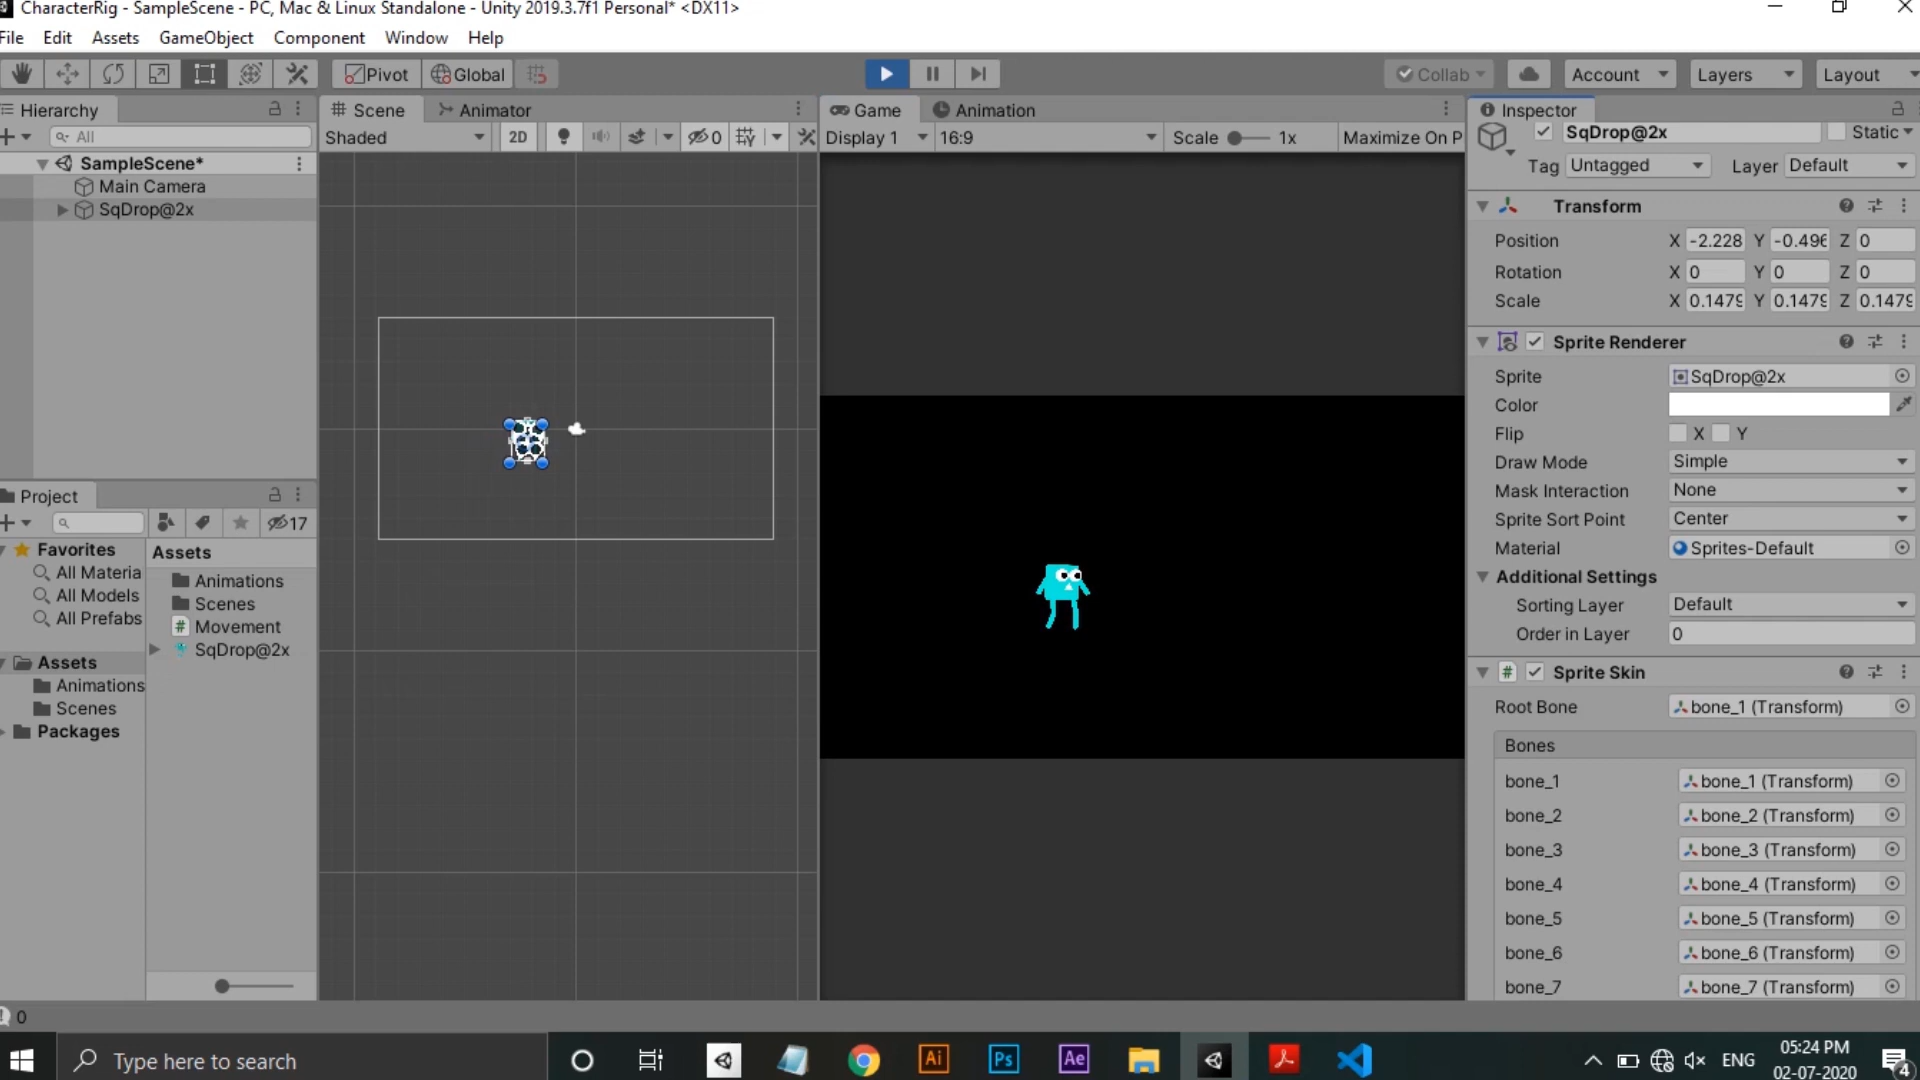 CharacterRig - SampleScene - PC, Mac & Linux Standalone - Unity 2019.3.7f1 Personal* <DX11>
File Edit Assets GameObject Component Window Help
Pivot Global Collab Account Layers Layout
Hierarchy
All
SampleScene*
Main Camera
SqDrop@2x
Scene Animator
Shaded 2D 0
Game Animation
Display 1 16:9 Scale 1x Maximize On P
Project
17
Favorites
All Materia
All Models
All Prefabs
Assets
Animations
Scenes
Packages
Assets
Animations
Scenes
Movement
SqDrop@2x
Inspector
SqDrop@2x Static
Tag Untagged Layer Default
Transform
Position X -2.228 Y -0.496 Z 0
Rotation X 0 Y 0 Z 0
Scale X 0.1479 Y 0.1479 Z 0.1479
Sprite Renderer
Sprite SqDrop@2x
Color
Flip X Y
Draw Mode Simple
Mask Interaction None
Sprite Sort Point Center
Material Sprites-Default
Additional Settings
Sorting Layer Default
Order in Layer 0
Sprite Skin
Root Bone bone_1 (Transform)
Bones
bone_1 bone_1 (Transform)
bone_2 bone_2 (Transform)
bone_3 bone_3 (Transform)
bone_4 bone_4 (Transform)
bone_5 bone_5 (Transform)
bone_6 bone_6 (Transform)
bone_7 bone_7 (Transform)
0
Type here to search Ai Ps Ae ENG 05:24 PM
02-07-2020 4